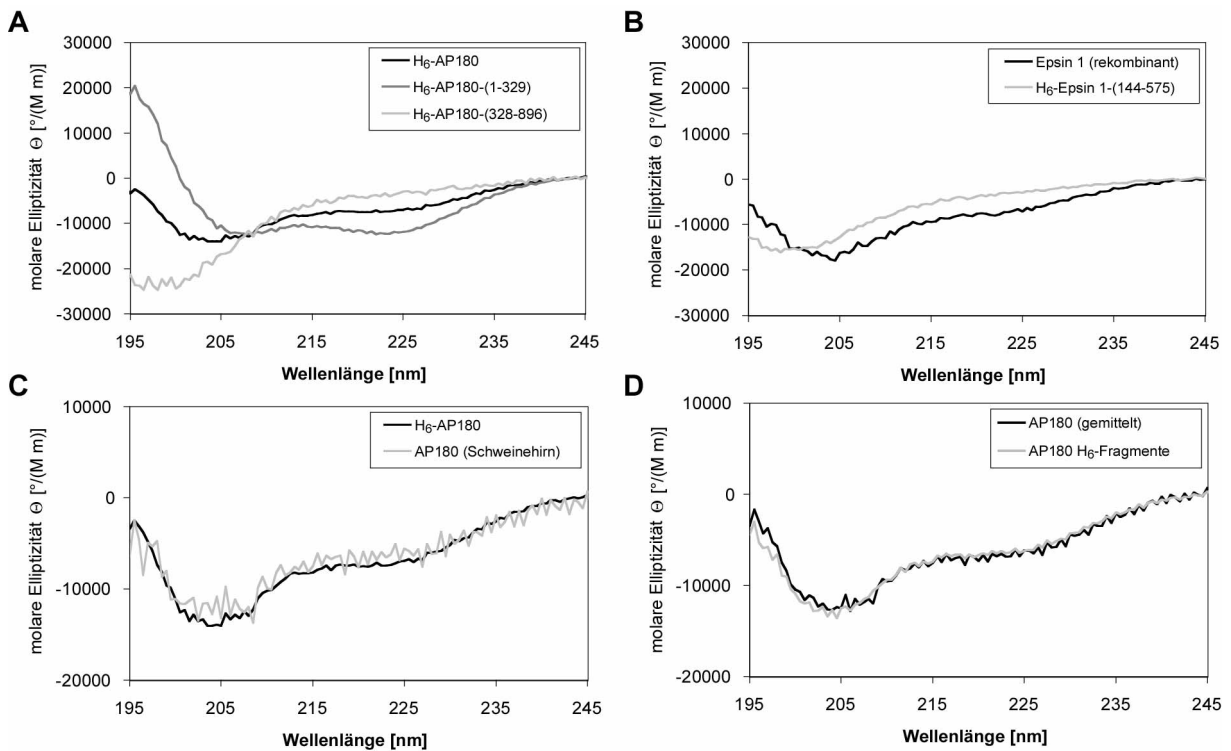 A
30000
20000
10000
0
-10000
-20000
-30000
molare Elliptizität Θ [°/(M m)]
H₆-AP180
H₆-AP180-(1-329)
H₆-AP180-(328-896)
195 205 215 225 235 245
Wellenlänge [nm]
B
30000
20000
10000
0
-10000
-20000
-30000
molare Elliptizität Θ [°/(M m)]
Epsin 1 (rekombinant)
H₆-Epsin 1-(144-575)
195 205 215 225 235 245
Wellenlänge [nm]
C
10000
0
-10000
-20000
molare Elliptizität Θ [°/(M m)]
H₆-AP180
AP180 (Schweinehirn)
195 205 215 225 235 245
Wellenlänge [nm]
D
10000
0
-10000
-20000
molare Elliptizität Θ [°/(M m)]
AP180 (gemittelt)
AP180 H₆-Fragmente
195 205 215 225 235 245
Wellenlänge [nm]